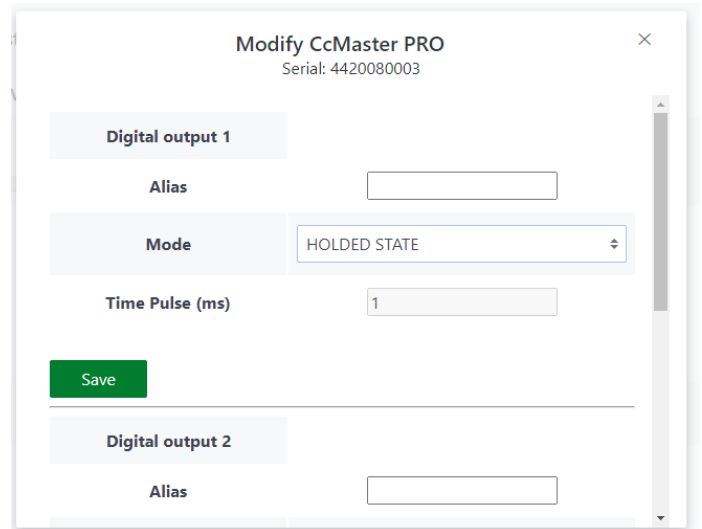 Modify CcMaster PRO
Serial: 4420080003
Digital output 1
Alias
Mode HOLDED STATE
Time Pulse (ms) 1
Save
Digital output 2
Alias